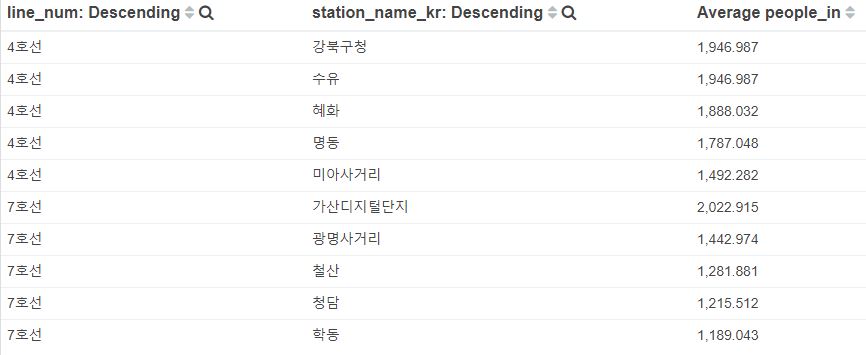 line_num: Descending station_name_kr: Descending Average people_in
4호선 강북구청 1,946.987
4호선 수유 1,946.987
4호선 혜화 1,888.032
4호선 명동 1,787.048
4호선 미아사거리 1,492.282
7호선 가산디지털단지 2,022.915
7호선 광명사거리 1,442.974
7호선 철산 1,281.881
7호선 청담 1,215.512
7호선 학동 1,189.043